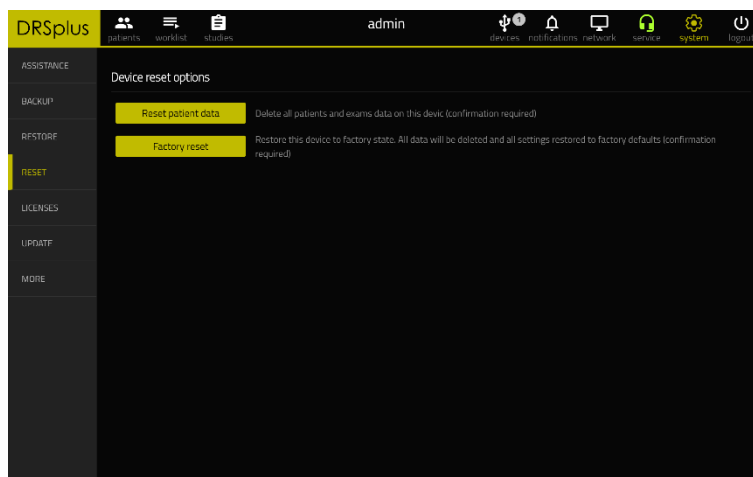 DRSplus
patients worklist studies
admin
1
devices notifications network service system logout
ASSISTANCE
BACKUP
RESTORE
RESET
LICENSES
UPDATE
MORE
Device reset options
Reset patient data
Delete all patients and exams data on this devic (confirmation required)
Factory reset
Restore this device to factory state. All data will be deleted and all settings restored to factory defaults (confirmation
required)